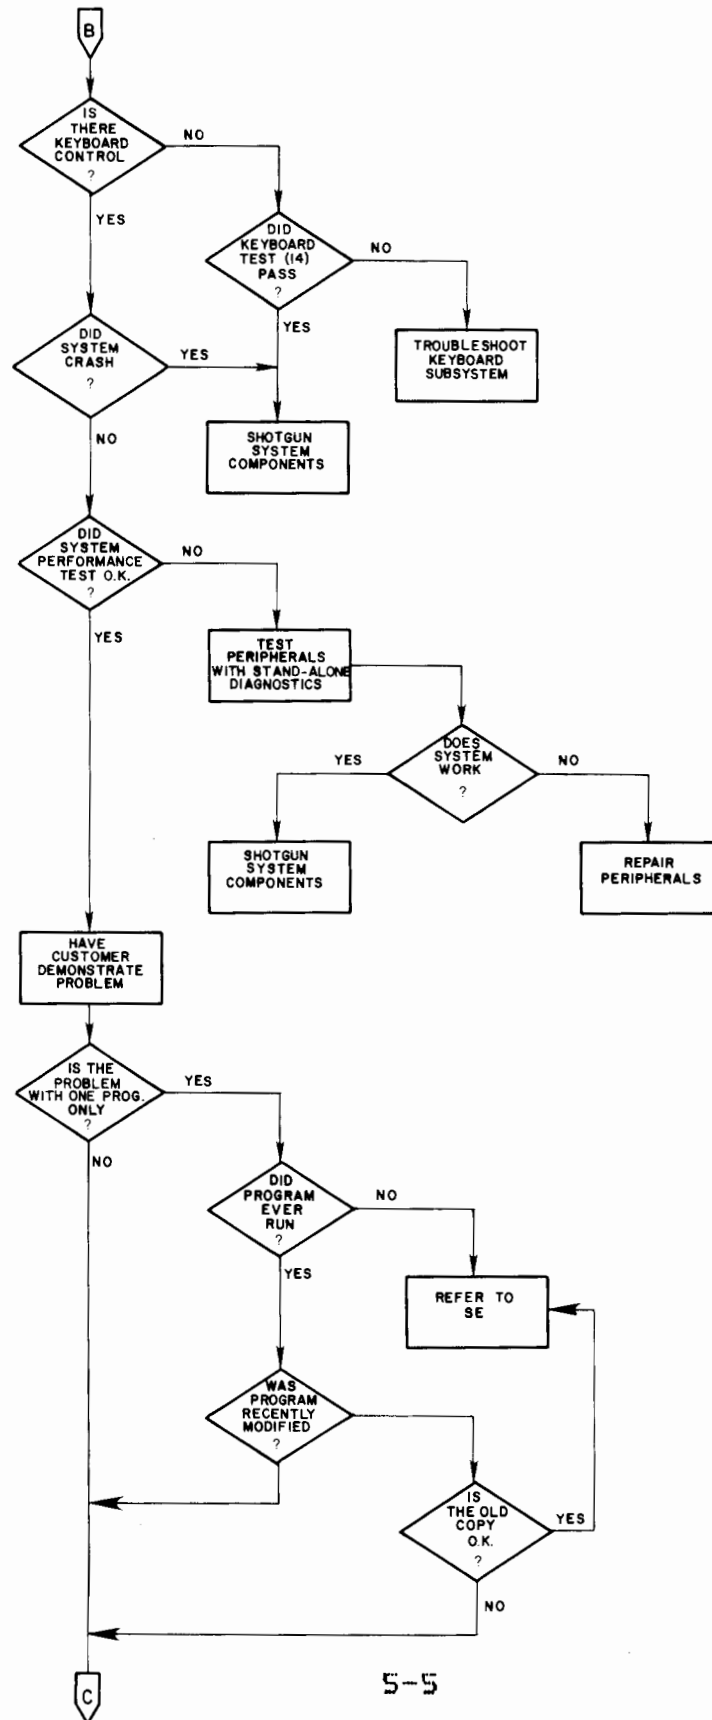 B
IS
THERE
KEYBOARD
CONTROL
?
NO
YES
DID
KEYBOARD
TEST (14)
PASS
?
NO
YES
TROUBLESHOOT
KEYBOARD
SUBSYSTEM
DID
SYSTEM
CRASH
?
YES
NO
SHOTGUN
SYSTEM
COMPONENTS
DID
SYSTEM
PERFORMANCE
TEST O.K.
?
NO
YES
TEST
PERIPHERALS
WITH STAND-ALONE
DIAGNOSTICS
DOES
SYSTEM
WORK
?
YES
NO
SHOTGUN
SYSTEM
COMPONENTS
REPAIR
PERIPHERALS
HAVE
CUSTOMER
DEMONSTRATE
PROBLEM
IS THE
PROBLEM
WITH ONE PROG.
ONLY
?
YES
NO
DID
PROGRAM
EVER
RUN
?
NO
YES
REFER TO
SE
WAS
PROGRAM
RECENTLY
MODIFIED
?
IS
THE OLD
COPY
O.K.
?
YES
NO
C
5-5